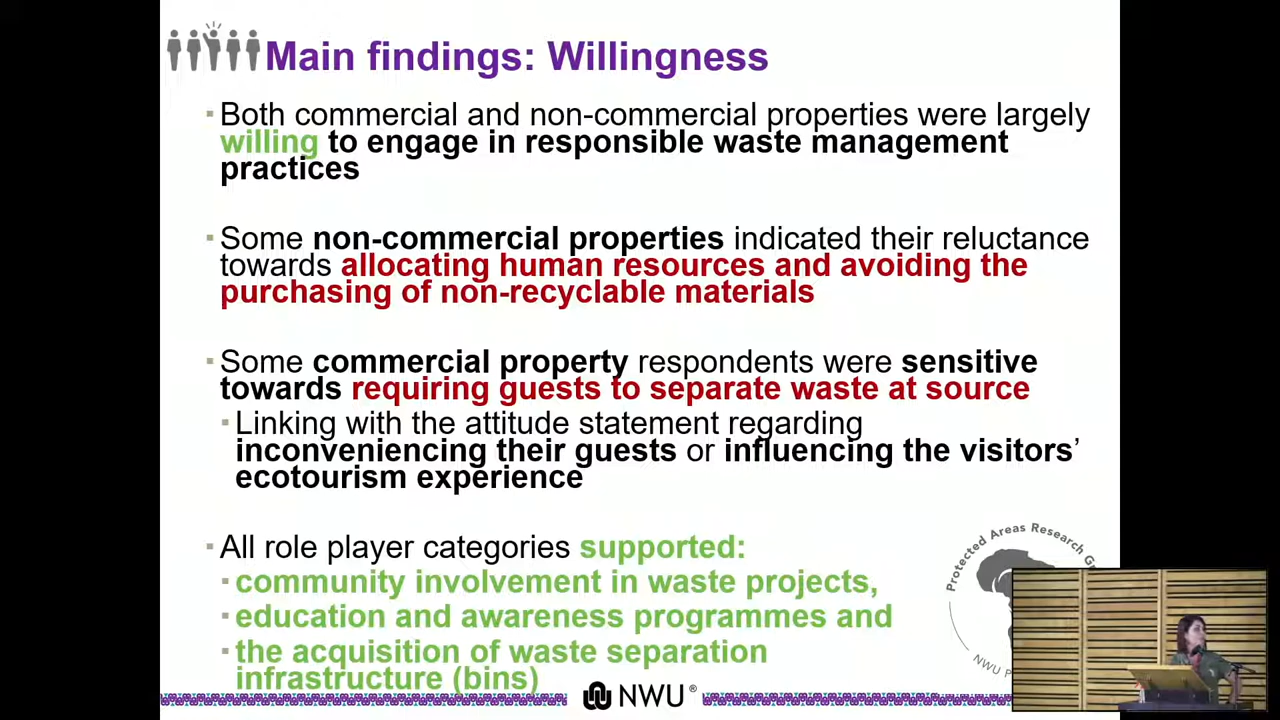 Main findings: Willingness
Both commercial and non-commercial properties were largely
willing to engage in responsible waste management
practices
Some non-commercial properties indicated their reluctance
towards allocating human resources and avoiding the
purchasing of non-recyclable materials
Some commercial property respondents were sensitive
towards requiring guests to separate waste at source
Linking with the attitude statement regarding
inconveniencing their guests or influencing the visitors’
ecotourism experience
All role player categories supported:
community involvement in waste projects,
education and awareness programmes and
the acquisition of waste separation
infrastructure (bins)
Protected Areas Research
NWU
NWU®